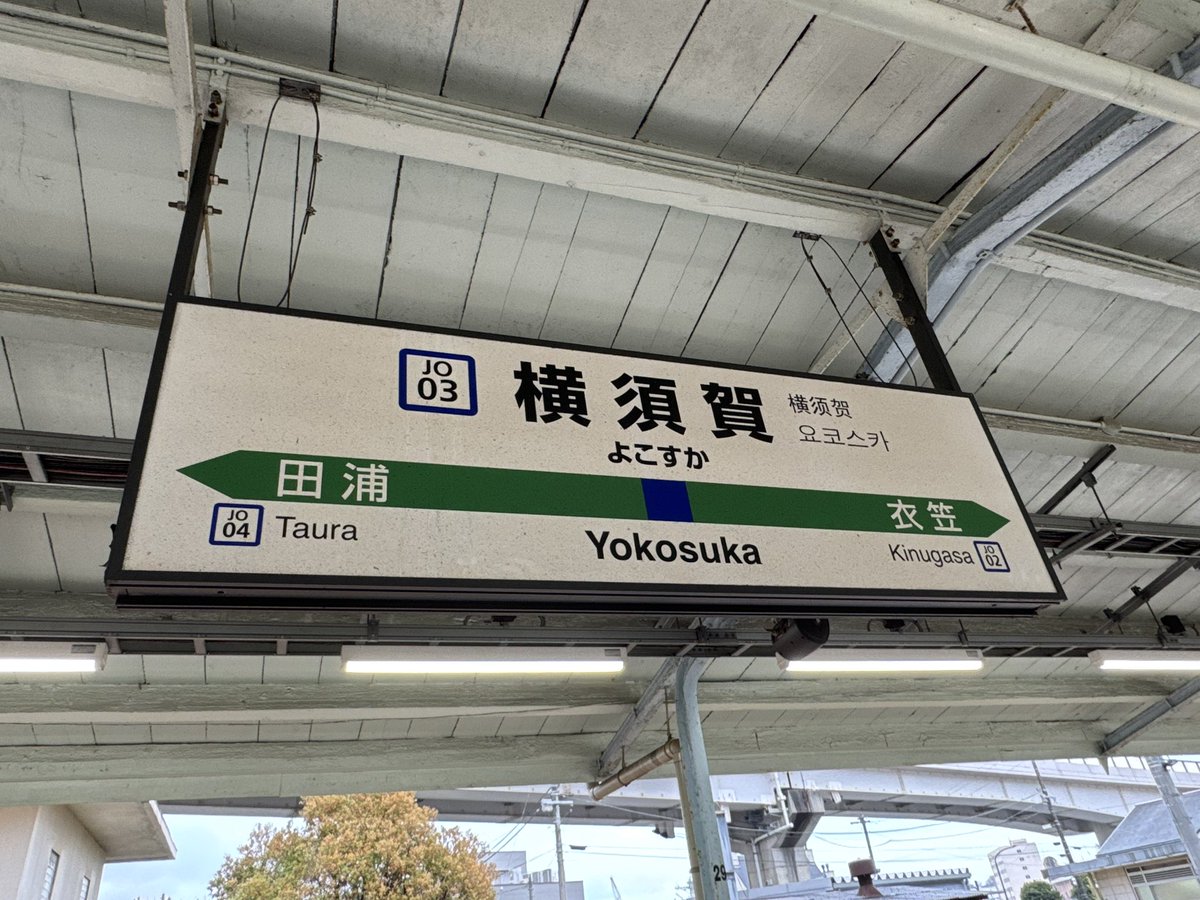 JO
03
横須賀
横须贺
よこすか
요코스카
田浦
衣笠
JO
04
Taura
Yokosuka
Kinugasa
JO
02
29